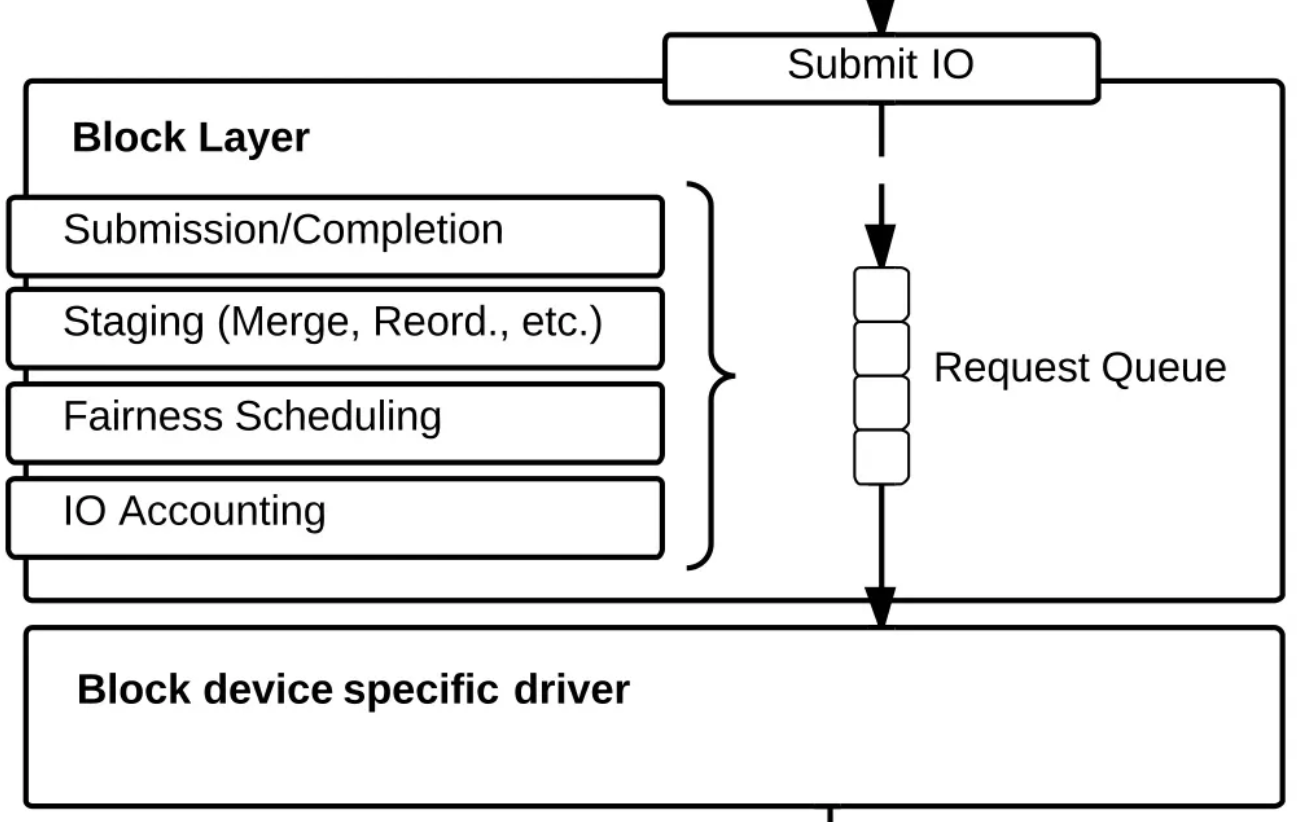 Submit IO
Block Layer
Submission/Completion
Staging (Merge, Reord., etc.)
Fairness Scheduling
IO Accounting
Request Queue
Block device specific driver